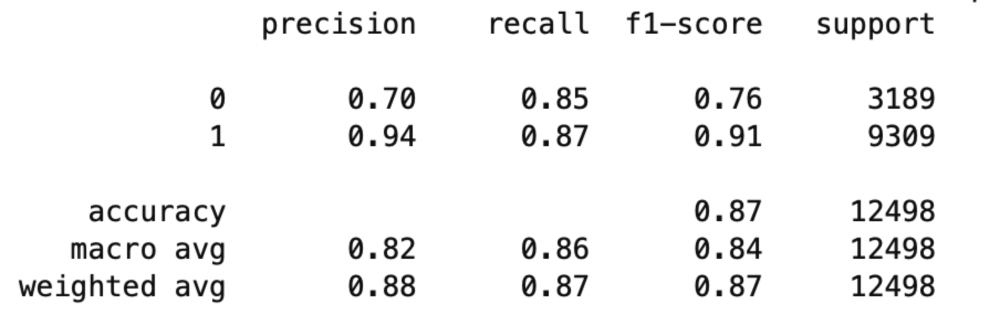 precision recall f1-score support
0 0.70 0.85 0.76 3189
1 0.94 0.87 0.91 9309
accuracy 0.87 12498
macro avg 0.82 0.86 0.84 12498
weighted avg 0.88 0.87 0.87 12498